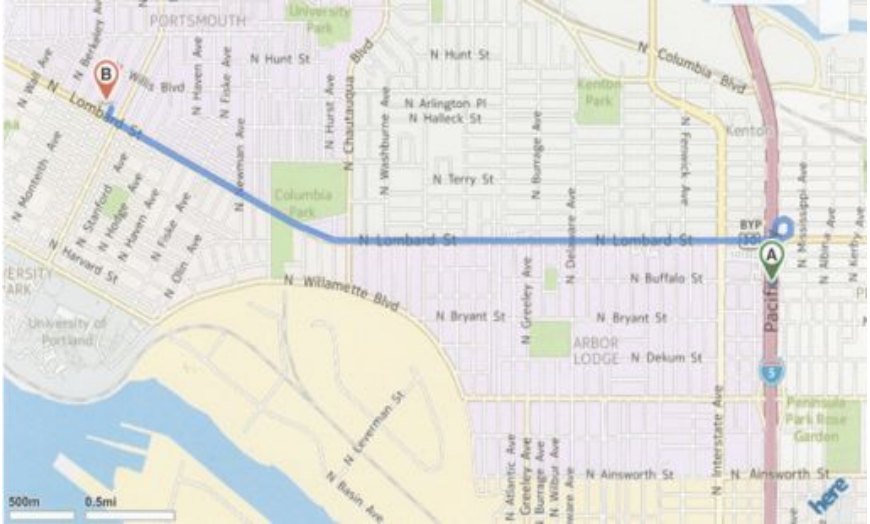 University
Park
PORTSMOUTH
N Berkeley Ave
N Wall Ave
B
Willis Blvd
N Haven Ave
N Fiske Ave
N Hunt St
N Hunt St
N Columbia Blvd
N Lombard St
N Hurst Ave
N Chautauqua Blvd
N Washburne Ave
N Arlington Pl
N Halleck St
Kenton
Park
Kenton
N Burrage Ave
N Fenwick Ave
N Monteith Ave
N Stanford Ave
N Hodge Ave
N Haven Ave
N Fiske Ave
N Olin Ave
N Newman Ave
Columbia
Park
N Terry St
N Delaware Ave
N Mississippi Ave
N Albina Ave
N Kerby Ave
BYP
N Lombard St
N Lombard St
A
N Harvard St
VERSITY
ARK
N Willamette Blvd
N Buffalo St
Pacific
N Greeley Ave
N Bryant St
N Bryant St
University of
Portland
ARBOR
LODGE
N Dekum St
5
N Leverman St
N Interstate Ave
Peninsula
Park Rose
Garden
N Atlantic Ave
N Greeley Ave
N Burrage Ave
N Wilbur Ave
ware Ave
N Ainsworth St
N Ainsworth St
N Basin Ave
500m
0.5mi
here